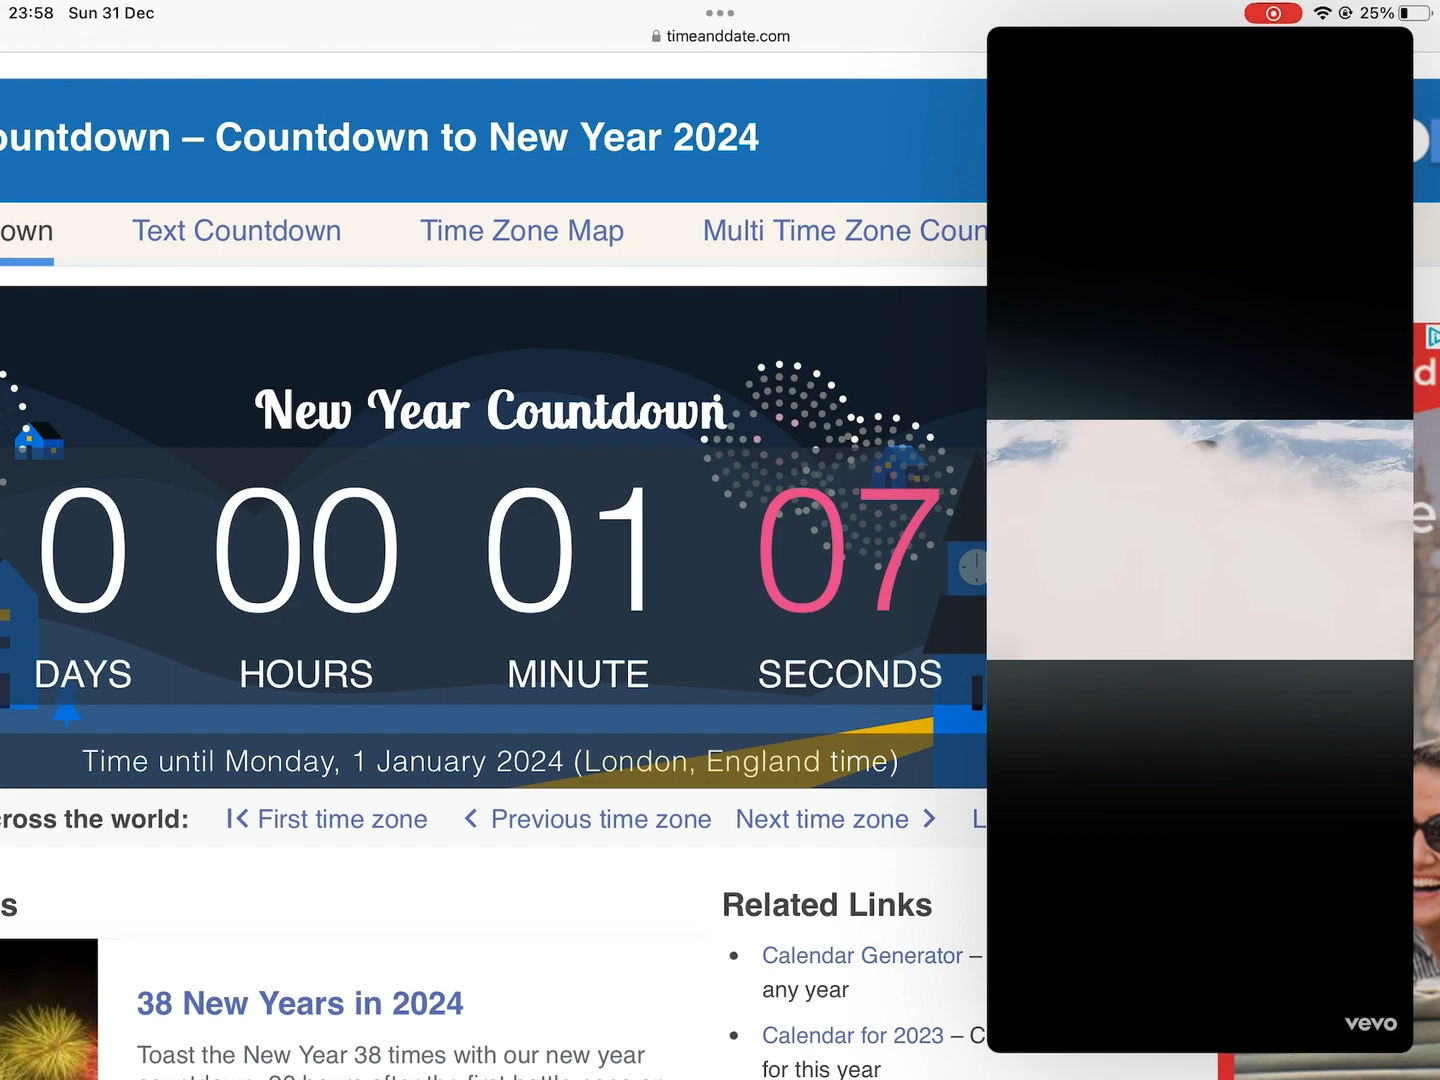 23:58 Sun 31 Dec
25%
timeanddate.com
ountdown – Countdown to New Year 2024
own Text Countdown Time Zone Map Multi Time Zone Coun
New Year Countdown
0 00 01 07
DAYS HOURS MINUTE SECONDS
Time until Monday, 1 January 2024 (London, England time)
cross the world: First time zone Previous time zone Next time zone L
s
Related Links
Calendar Generator –
any year
Calendar for 2023 – C
for this year
38 New Years in 2024
Toast the New Year 38 times with our new year
d
e
vevo